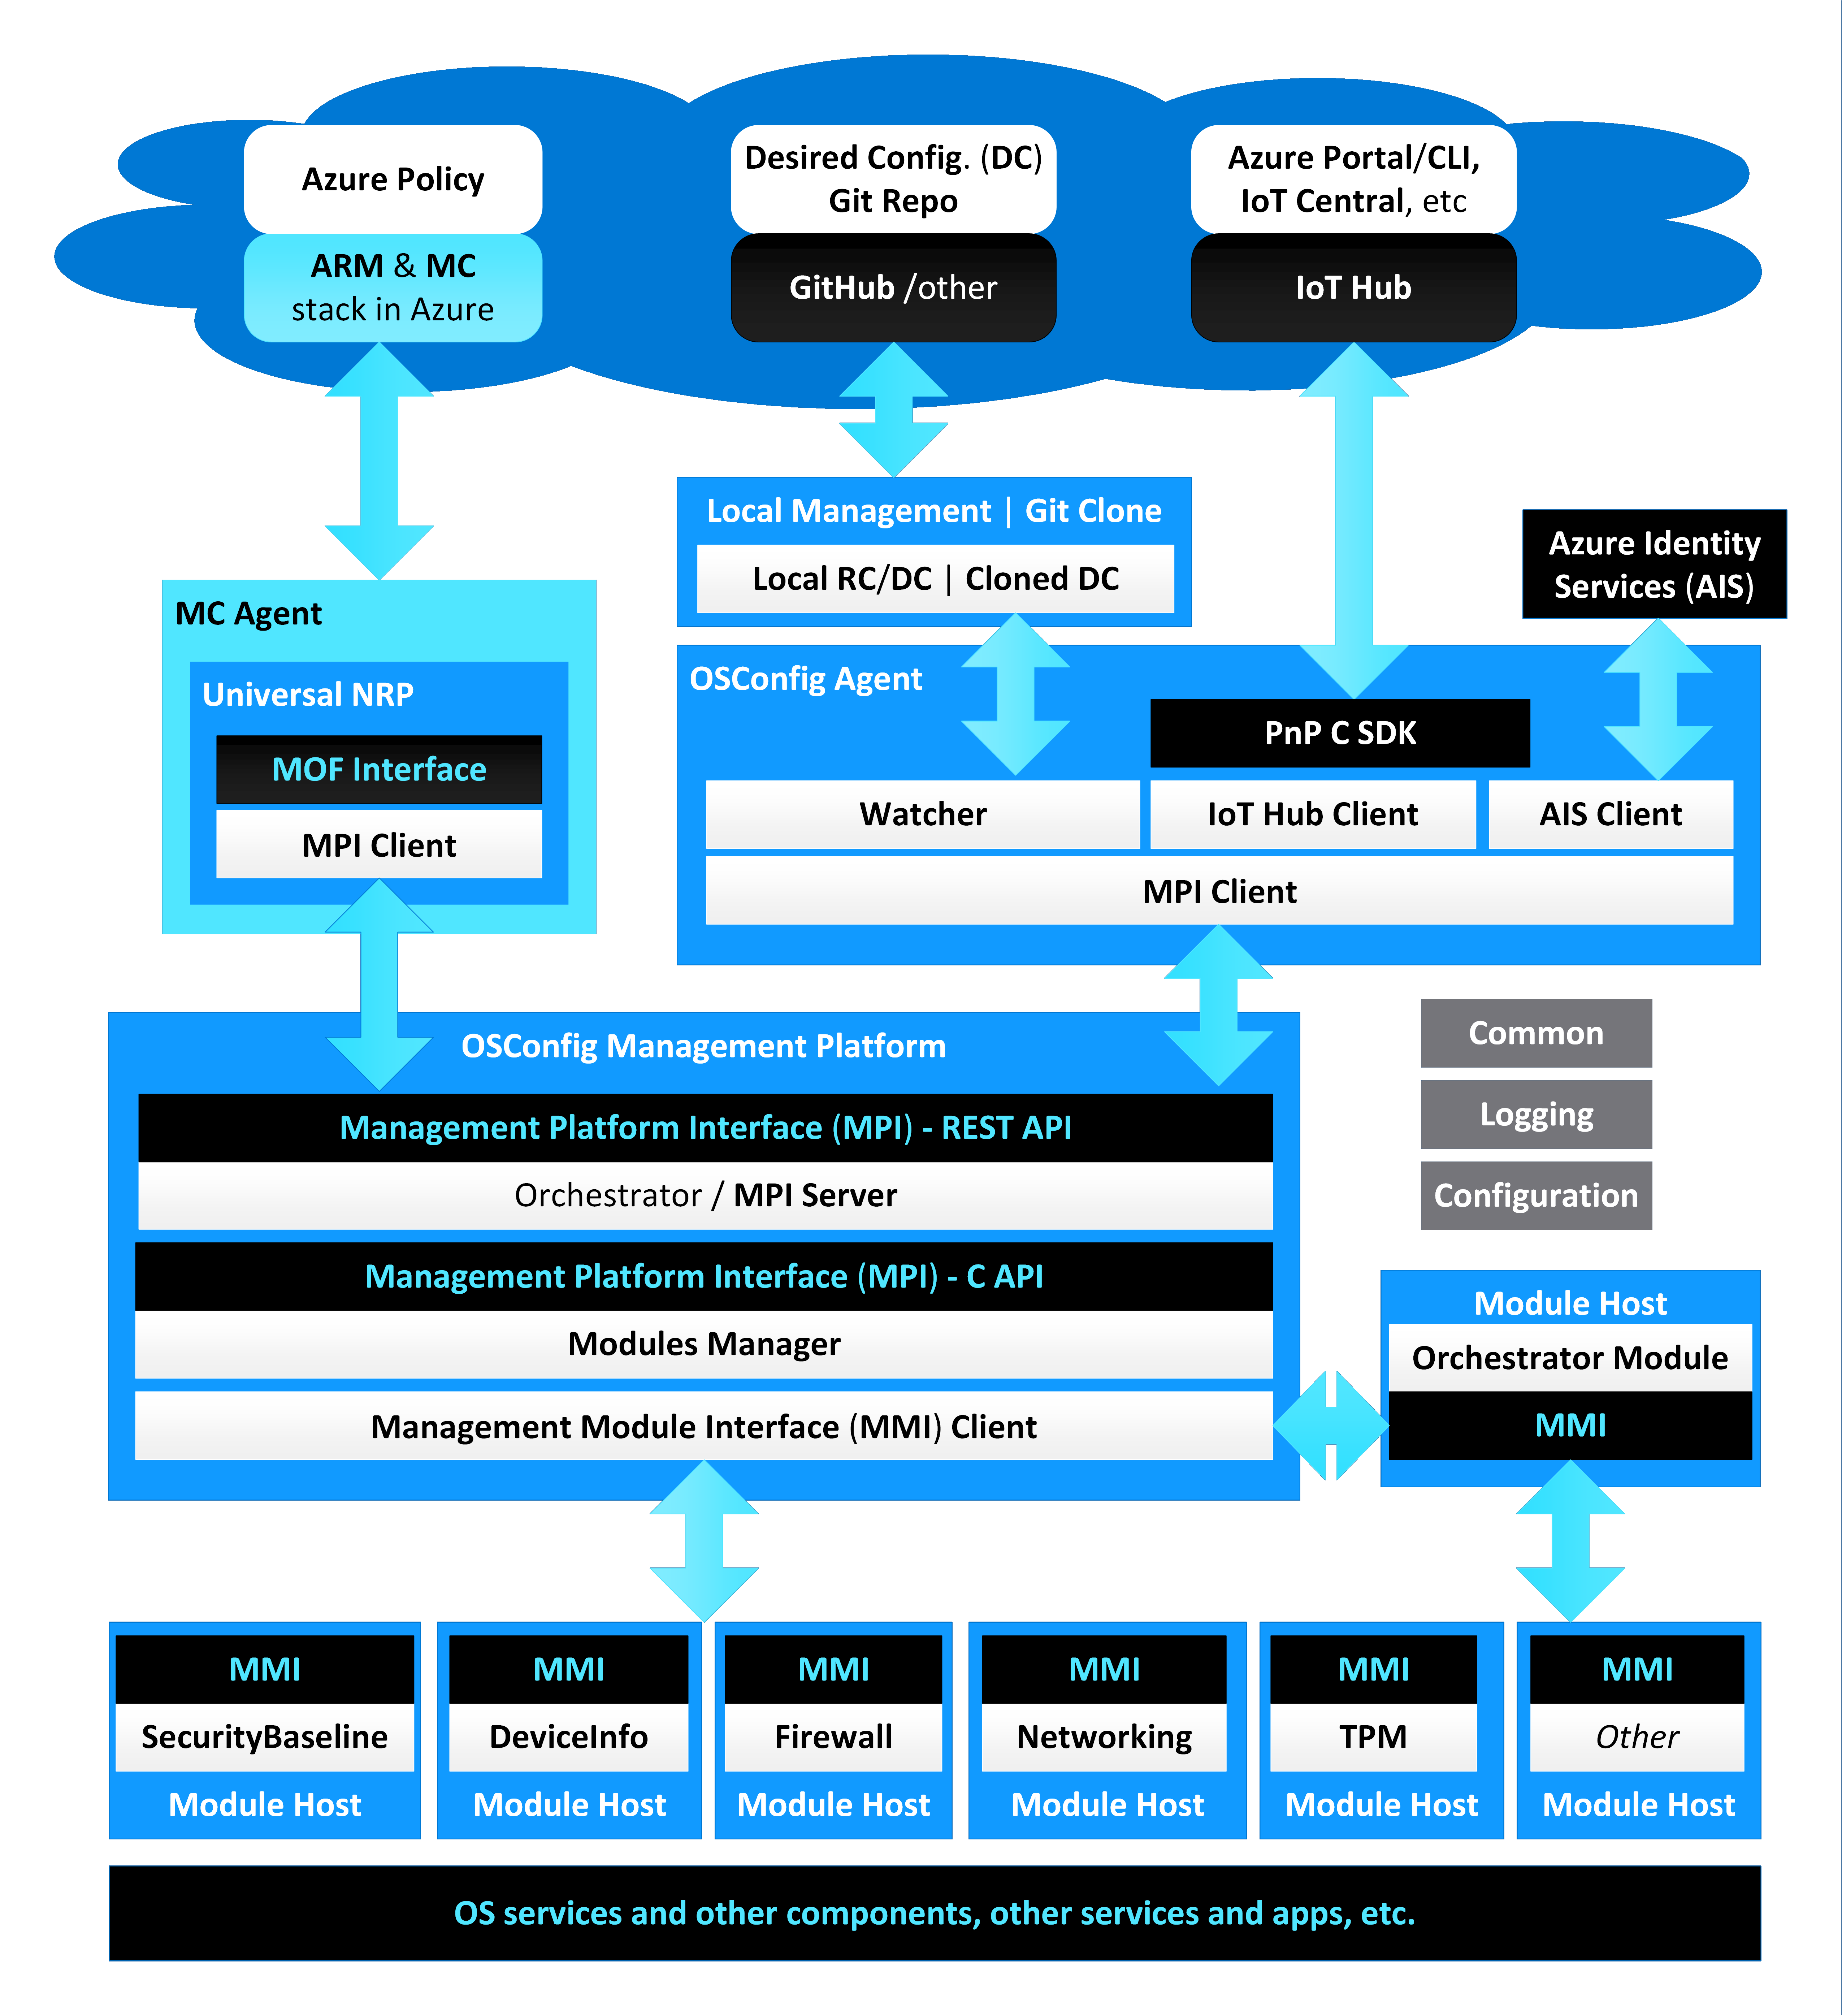 Azure Policy
ARM & MC
stack in Azure
Desired Config. (DC)
Git Repo
GitHub /other
Azure Portal/CLI,
IoT Central, etc
IoT Hub
Local Management | Git Clone
Local RC/DC | Cloned DC
Azure Identity
Services (AIS)
MC Agent
Universal NRP
MOF Interface
MPI Client
OSConfig Agent
PnP C SDK
Watcher
IoT Hub Client
AIS Client
MPI Client
OSConfig Management Platform
Management Platform Interface (MPI) - REST API
Orchestrator / MPI Server
Management Platform Interface (MPI) - C API
Modules Manager
Management Module Interface (MMI) Client
Common
Logging
Configuration
Module Host
Orchestrator Module
MMI
MMI
SecurityBaseline
Module Host
MMI
DeviceInfo
Module Host
MMI
Firewall
Module Host
MMI
Networking
Module Host
MMI
TPM
Module Host
MMI
Other
Module Host
OS services and other components, other services and apps, etc.